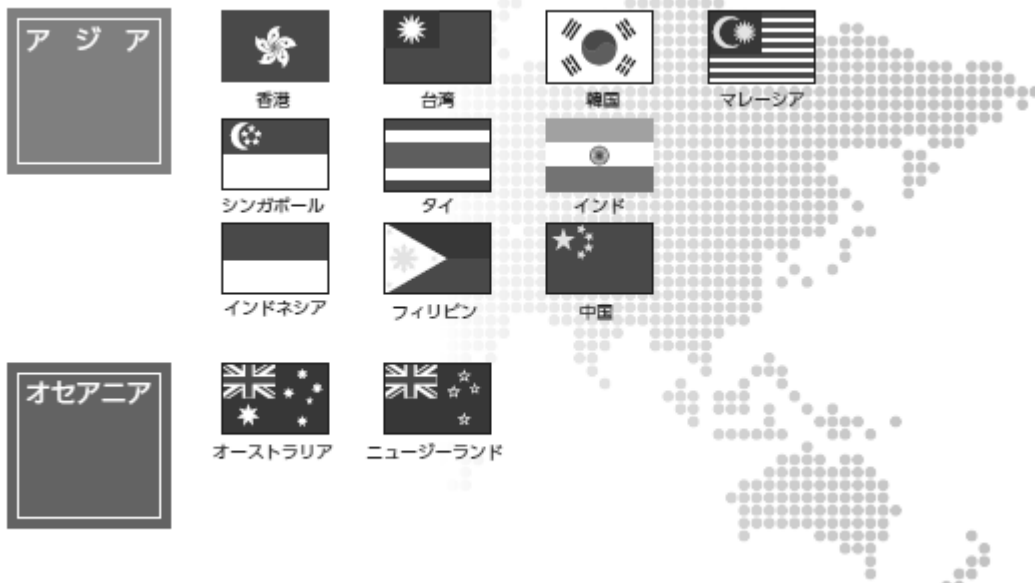 アジア
香港
台湾
韓国
マレーシア
シンガポール
タイ
インド
インドネシア
フィリピン
中国
オセアニア
オーストラリア
ニュージーランド